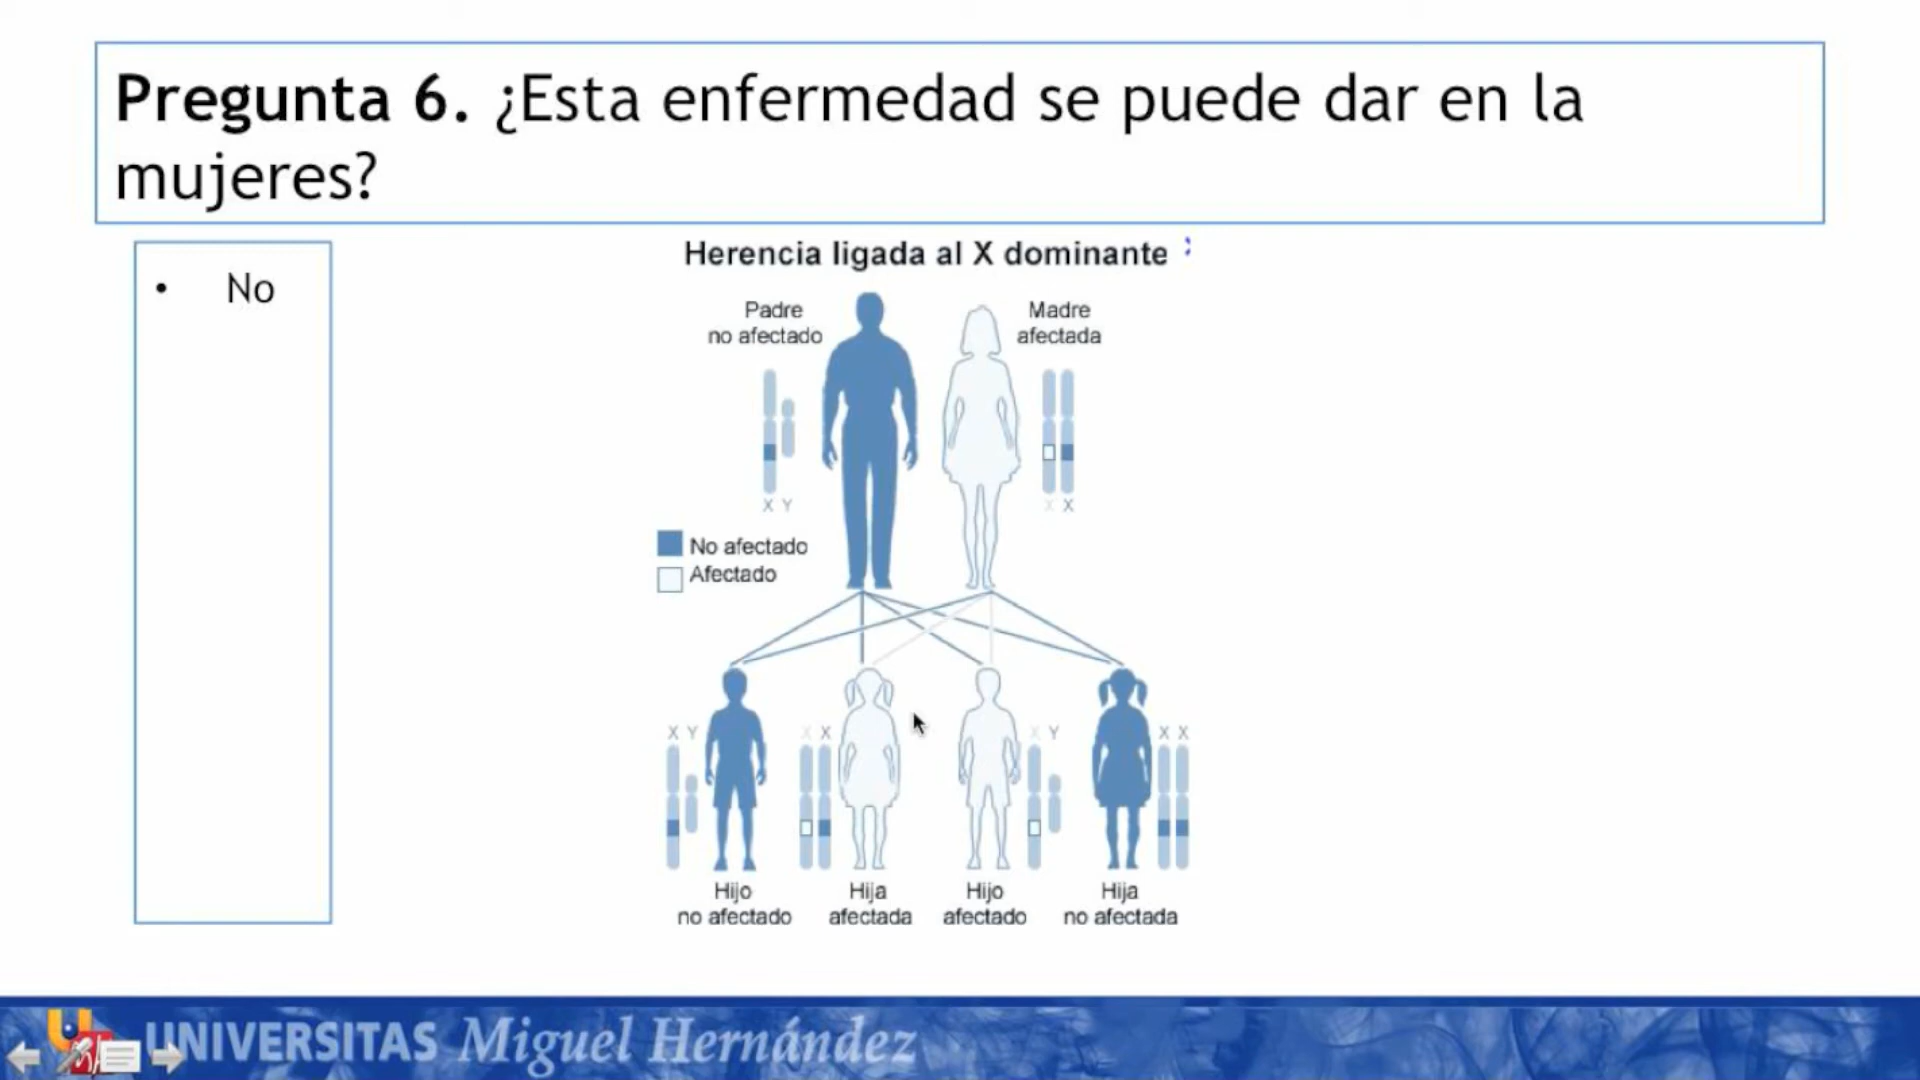 Pregunta 6. ¿Esta enfermedad se puede dar en la
mujeres?
• No
Herencia ligada al X dominante
Padre
no afectado
Madre
afectada
X Y
X X
No afectado
Afectado
X Y
X X
X Y
X X
Hijo
no afectado
Hija
afectada
Hijo
afectado
Hija
no afectada
UNIVERSITAS Miguel Hernández